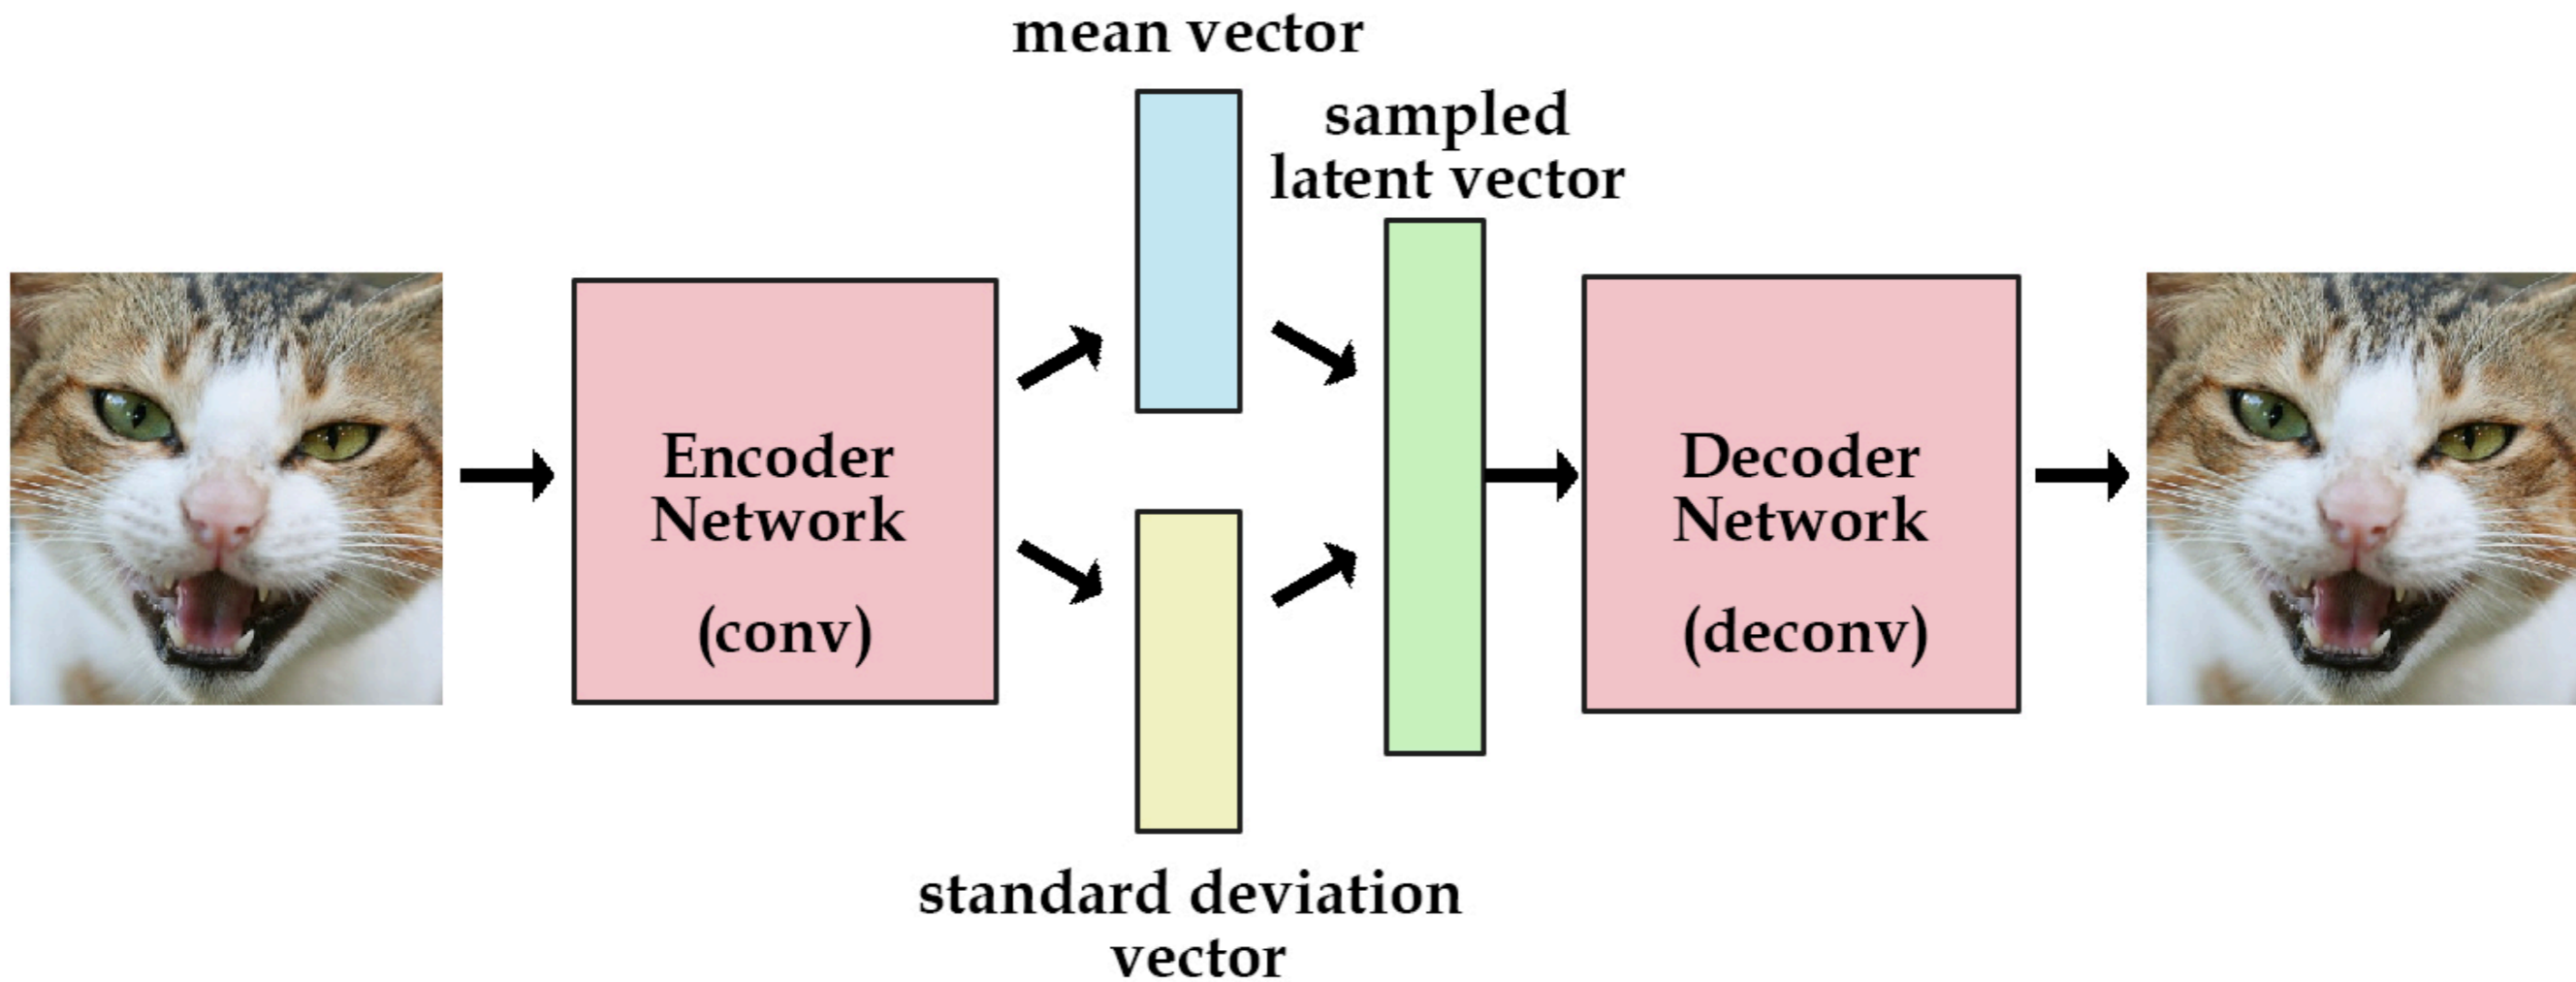 mean vector
sampled
latent vector
Encoder
Network
(conv)
Decoder
Network
(deconv)
standard deviation
vector